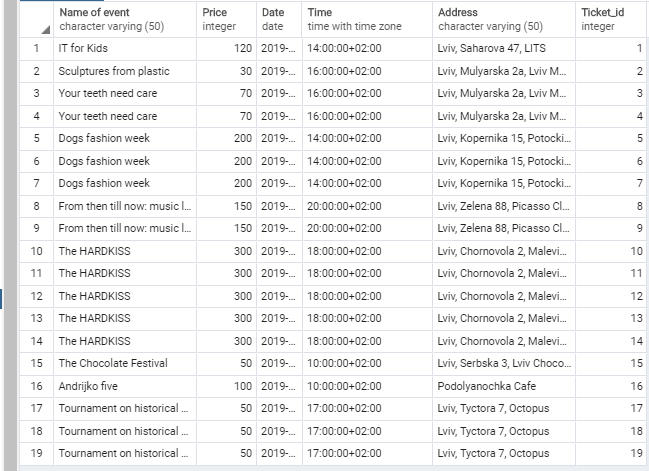 Name of event Price Date Time Address Ticket_id
character varying (50) integer date time with time zone character varying (50) integer
1 IT for Kids 120 2019-... 14:00:00+02:00 Lviv, Saharova 47, LITS 1
2 Sculptures from plastic 30 2019-... 16:00:00+02:00 Lviv, Mulyarska 2a, Lviv M... 2
3 Your teeth need care 70 2019-... 16:00:00+02:00 Lviv, Mulyarska 2a, Lviv M... 3
4 Your teeth need care 70 2019-... 16:00:00+02:00 Lviv, Mulyarska 2a, Lviv M... 4
5 Dogs fashion week 200 2019-... 14:00:00+02:00 Lviv, Kopernika 15, Potocki... 5
6 Dogs fashion week 200 2019-... 14:00:00+02:00 Lviv, Kopernika 15, Potocki... 6
7 Dogs fashion week 200 2019-... 14:00:00+02:00 Lviv, Kopernika 15, Potocki... 7
8 From then till now: music l... 150 2019-... 20:00:00+02:00 Lviv, Zelena 88, Picasso Cl... 8
9 From then till now: music l... 150 2019-... 20:00:00+02:00 Lviv, Zelena 88, Picasso Cl... 9
10 The HARDKISS 300 2019-... 18:00:00+02:00 Lviv, Chornovola 2, Malevi... 10
11 The HARDKISS 300 2019-... 18:00:00+02:00 Lviv, Chornovola 2, Malevi... 11
12 The HARDKISS 300 2019-... 18:00:00+02:00 Lviv, Chornovola 2, Malevi... 12
13 The HARDKISS 300 2019-... 18:00:00+02:00 Lviv, Chornovola 2, Malevi... 13
14 The HARDKISS 300 2019-... 18:00:00+02:00 Lviv, Chornovola 2, Malevi... 14
15 The Chocolate Festival 50 2019-... 10:00:00+02:00 Lviv, Serbska 3, Lviv Choco... 15
16 Andrijko five 100 2019-... 10:00:00+02:00 Podolyanochka Cafe 16
17 Tournament on historical ... 50 2019-... 17:00:00+02:00 Lviv, Tyctora 7, Octopus 17
18 Tournament on historical ... 50 2019-... 17:00:00+02:00 Lviv, Tyctora 7, Octopus 18
19 Tournament on historical ... 50 2019-... 17:00:00+02:00 Lviv, Tyctora 7, Octopus 19